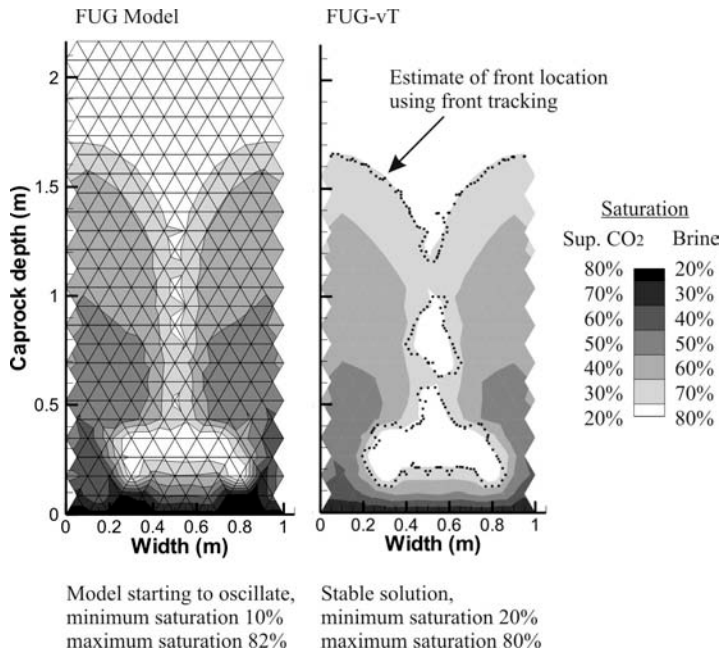 FUG Model
FUG-vT
Estimate of front location
using front tracking
2
1.5
1
0.5
0
Caprock depth (m)
0 0.2 0.4 0.6 0.8 1
Width (m)
0 0.2 0.4 0.6 0.8 1
Width (m)
Saturation
Sup. CO2 Brine
80% 20%
70% 30%
60% 40%
50% 50%
40% 60%
30% 70%
20% 80%
Model starting to oscillate,
minimum saturation 10%
maximum saturation 82%
Stable solution,
minimum saturation 20%
maximum saturation 80%